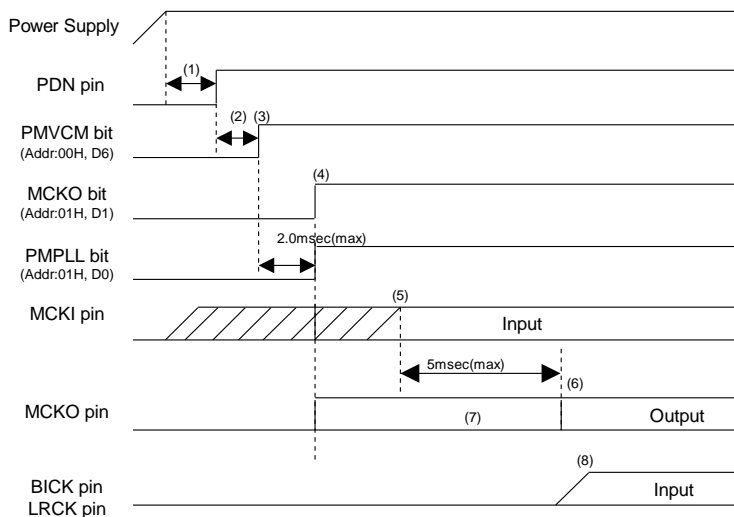 Power Supply
(1)
PDN pin
(2) (3)
PMVCM bit
(Addr:00H, D6)
(4)
MCKO bit
(Addr:01H, D1)
2.0msec(max)
PMPLL bit
(Addr:01H, D0)
(5)
MCKI pin
Input
5msec(max)
(6)
MCKO pin
(7)
Output
(8)
BICK pin
LRCK pin
Input